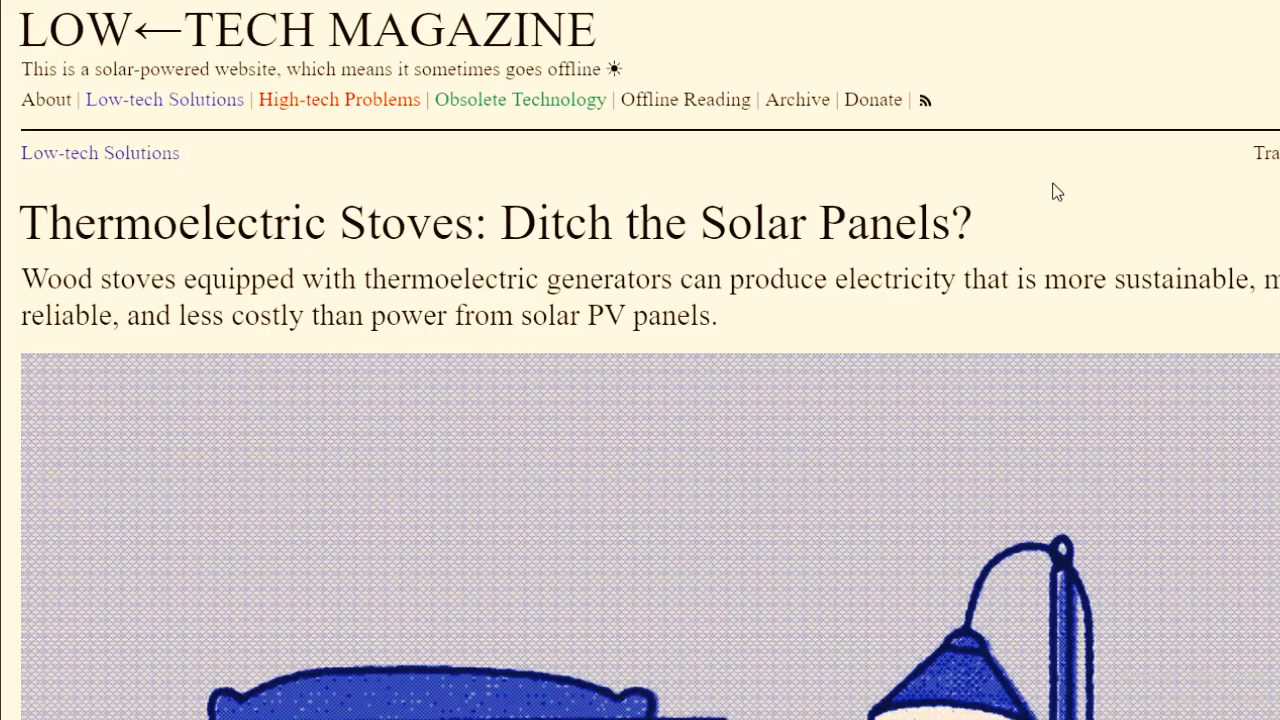 LOW←TECH MAGAZINE
This is a solar-powered website, which means it sometimes goes offline ☀
About | Low-tech Solutions | High-tech Problems | Obsolete Technology | Offline Reading | Archive | Donate |
Low-tech Solutions
Thermoelectric Stoves: Ditch the Solar Panels?
Wood stoves equipped with thermoelectric generators can produce electricity that is more sustainable,
reliable, and less costly than power from solar PV panels.